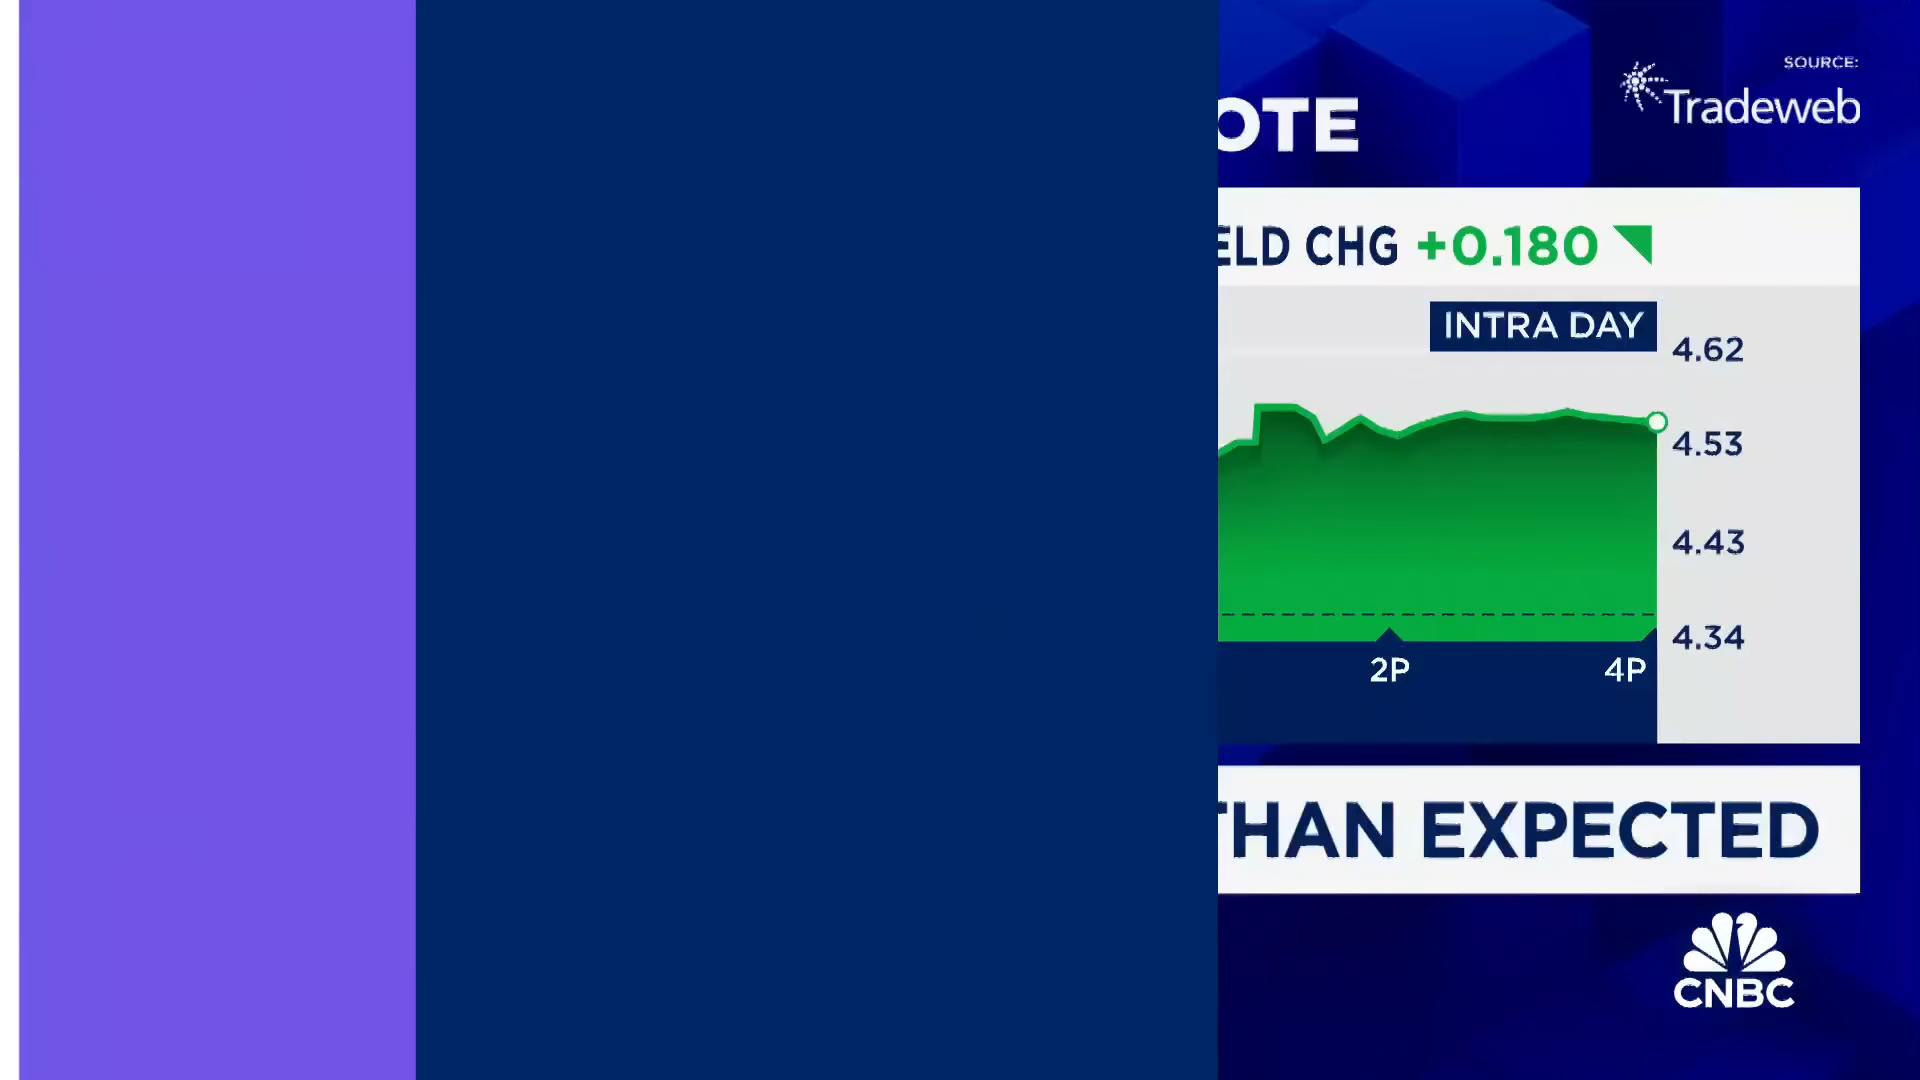 SOURCE:
Tradeweb
OTE
ELD CHG +0.180
INTRA DAY
4.62
4.53
4.43
4.34
2P
4P
THAN EXPECTED
CNBC